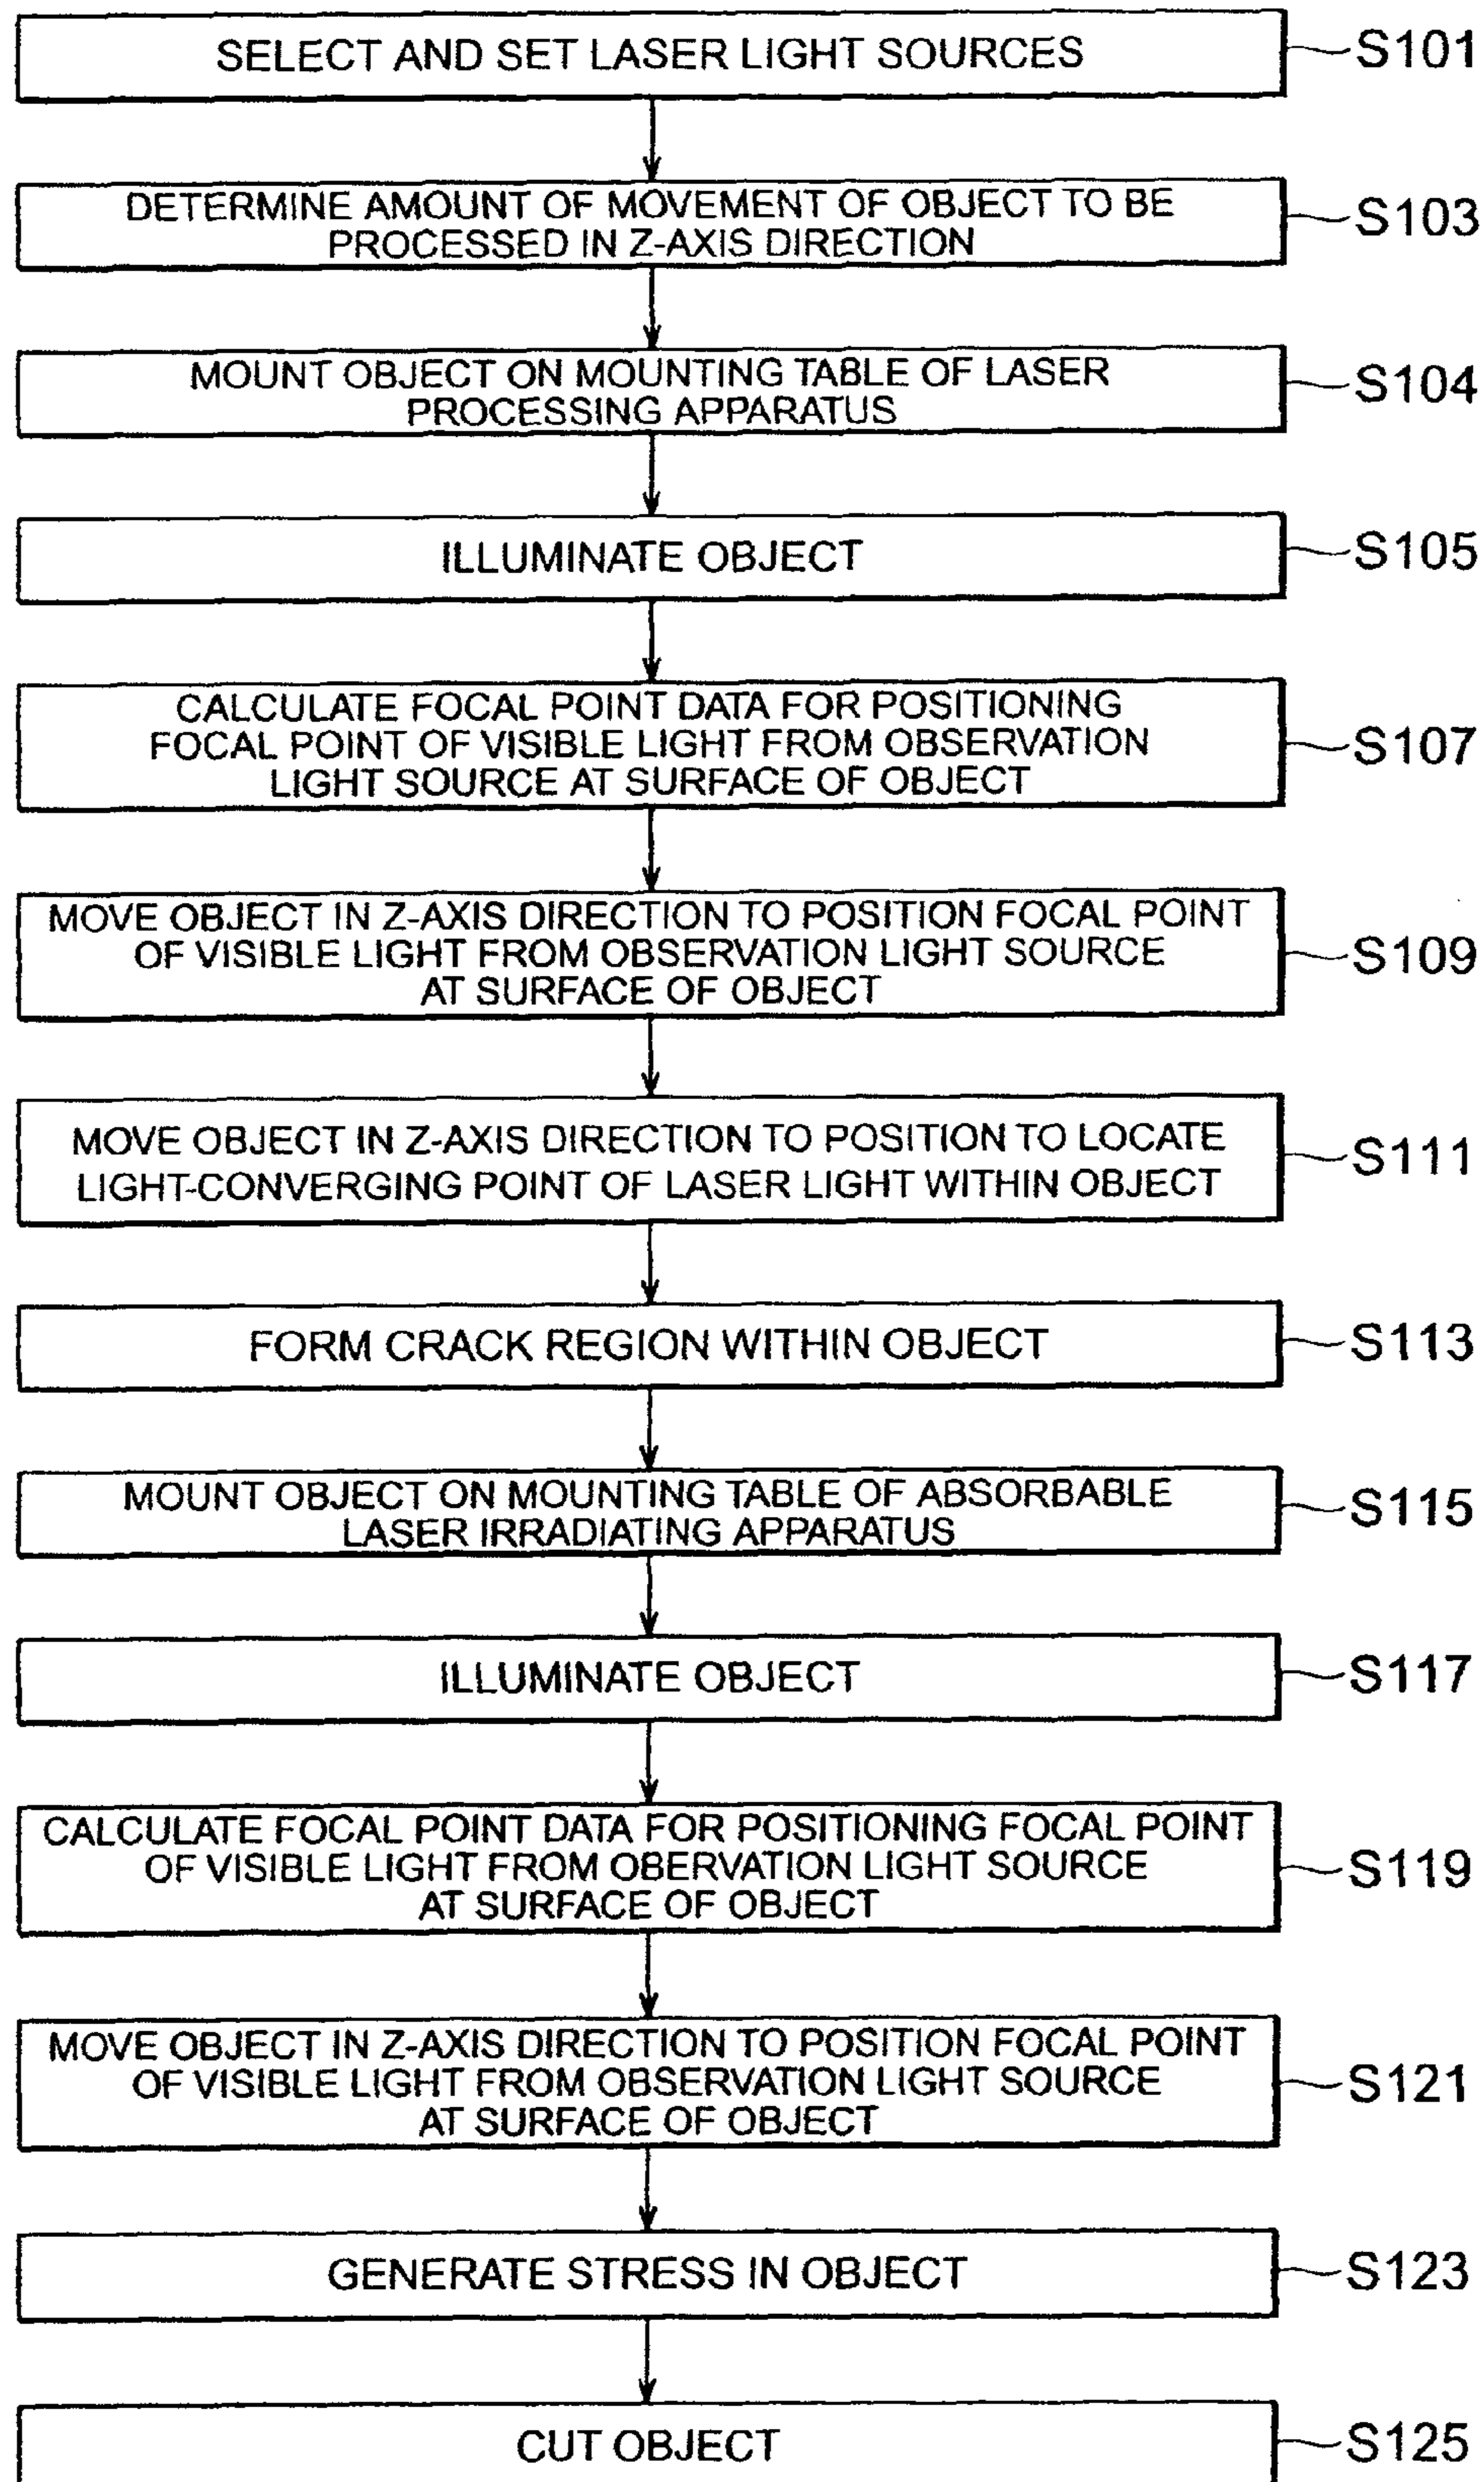 SELECT AND SET LASER LIGHT SOURCES
S101
DETERMINE AMOUNT OF MOVEMENT OF OBJECT TO BE
PROCESSED IN Z-AXIS DIRECTION
S103
MOUNT OBJECT ON MOUNTING TABLE OF LASER
PROCESSING APPARATUS
S104
ILLUMINATE OBJECT
S105
CALCULATE FOCAL POINT DATA FOR POSITIONING
FOCAL POINT OF VISIBLE LIGHT FROM OBSERVATION
LIGHT SOURCE AT SURFACE OF OBJECT
S107
MOVE OBJECT IN Z-AXIS DIRECTION TO POSITION FOCAL POINT
OF VISIBLE LIGHT FROM OBSERVATION LIGHT SOURCE
AT SURFACE OF OBJECT
S109
MOVE OBJECT IN Z-AXIS DIRECTION TO POSITION TO LOCATE
LIGHT-CONVERGING POINT OF LASER LIGHT WITHIN OBJECT
S111
FORM CRACK REGION WITHIN OBJECT
S113
MOUNT OBJECT ON MOUNTING TABLE OF ABSORBABLE
LASER IRRADIATING APPARATUS
S115
ILLUMINATE OBJECT
S117
CALCULATE FOCAL POINT DATA FOR POSITIONING FOCAL POINT
OF VISIBLE LIGHT FROM OBERVATION LIGHT SOURCE
AT SURFACE OF OBJECT
S119
MOVE OBJECT IN Z-AXIS DIRECTION TO POSITION FOCAL POINT
OF VISIBLE LIGHT FROM OBSERVATION LIGHT SOURCE
AT SURFACE OF OBJECT
S121
GENERATE STRESS IN OBJECT
S123
CUT OBJECT
S125